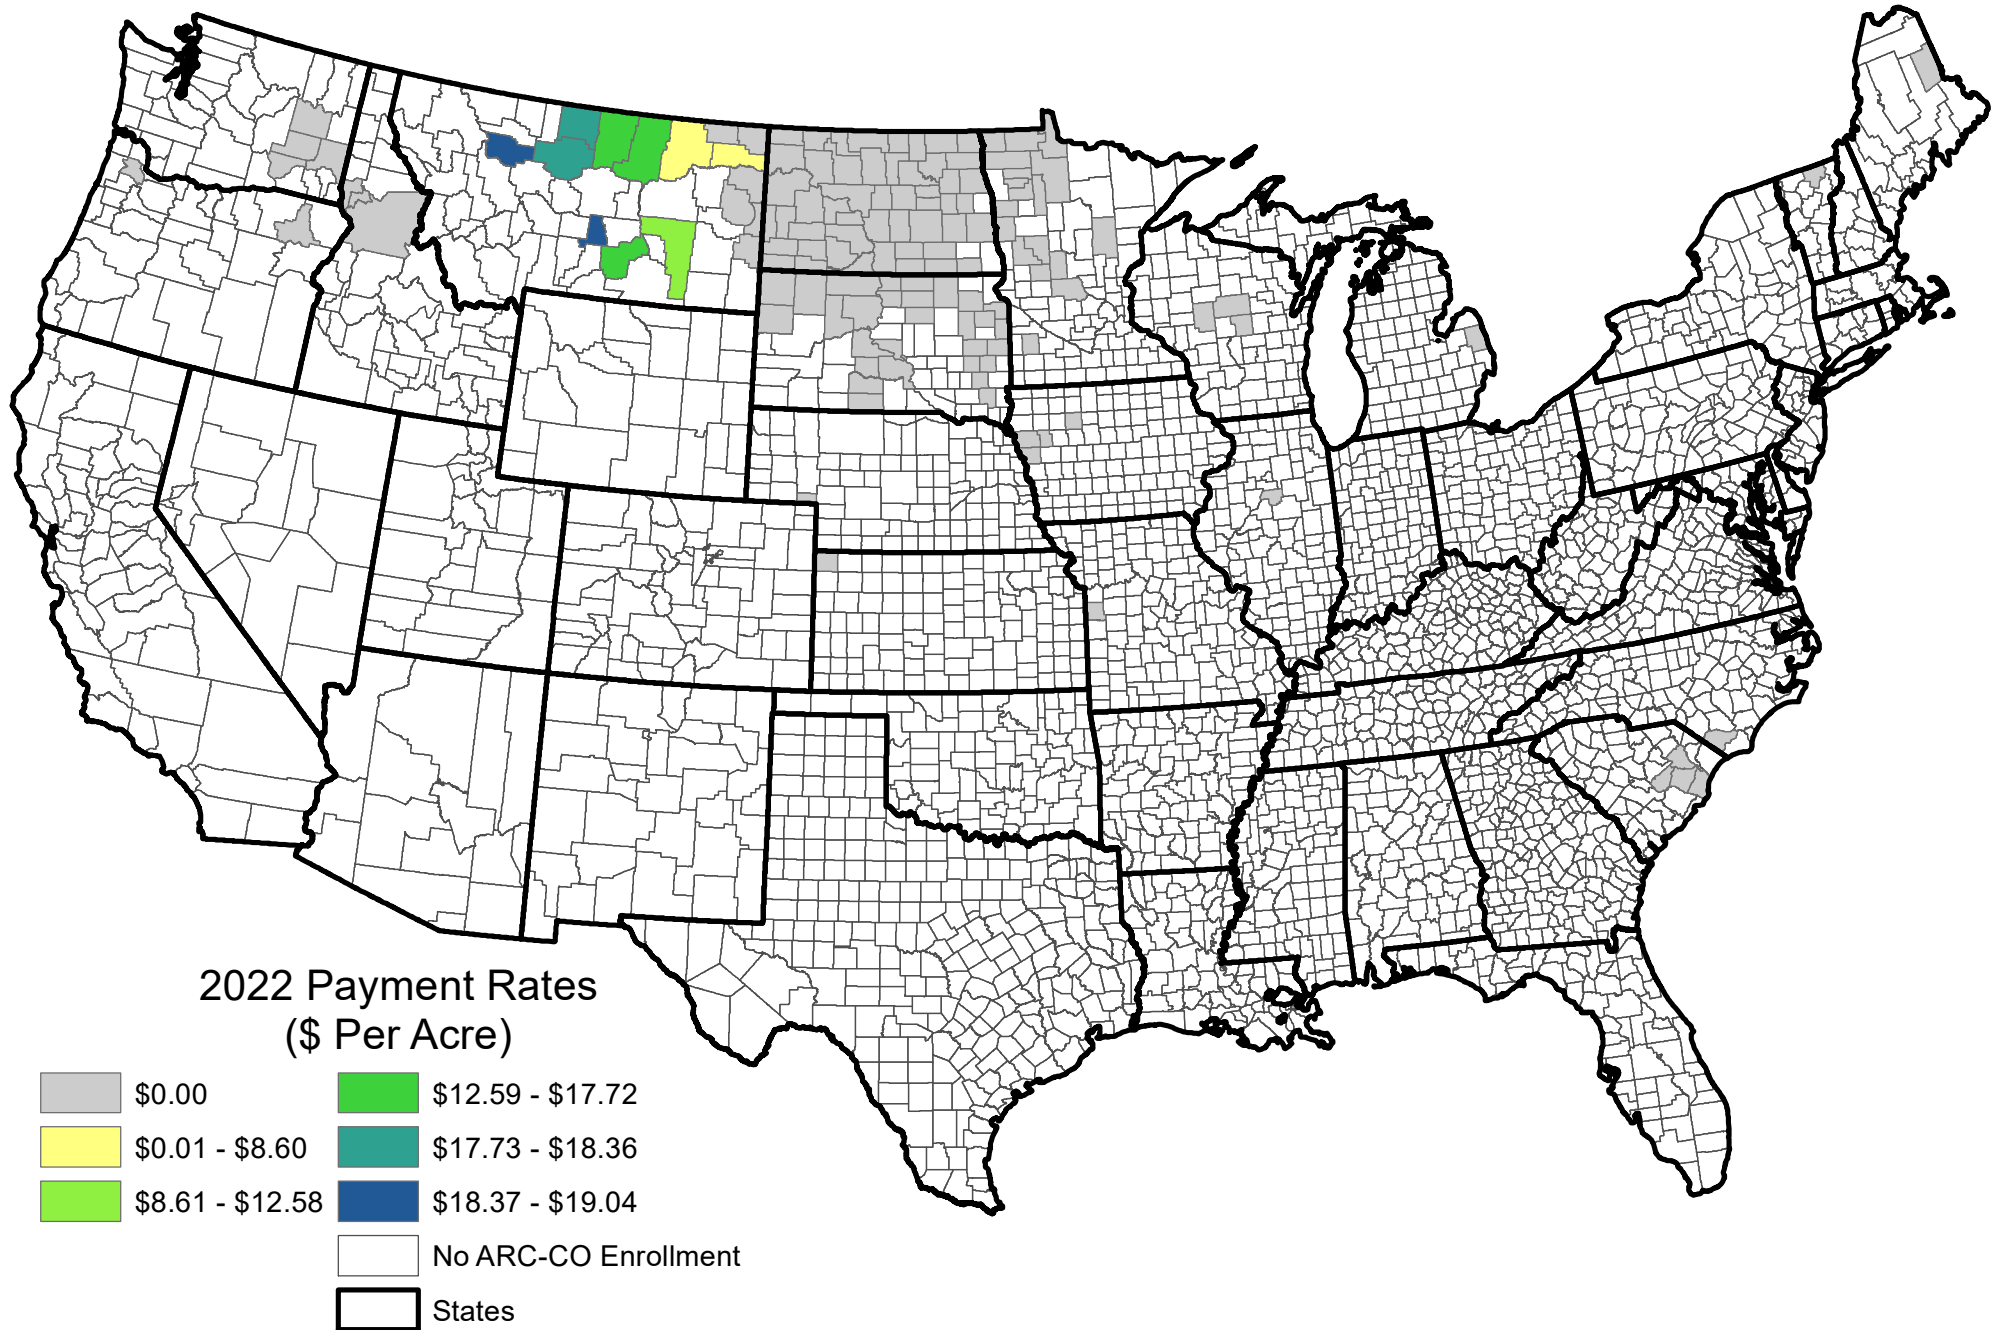 2022 Payment Rates
($ Per Acre)
$0.00
$0.01 - $8.60
$8.61 - $12.58
$12.59 - $17.72
$17.73 - $18.36
$18.37 - $19.04
No ARC-CO Enrollment
States